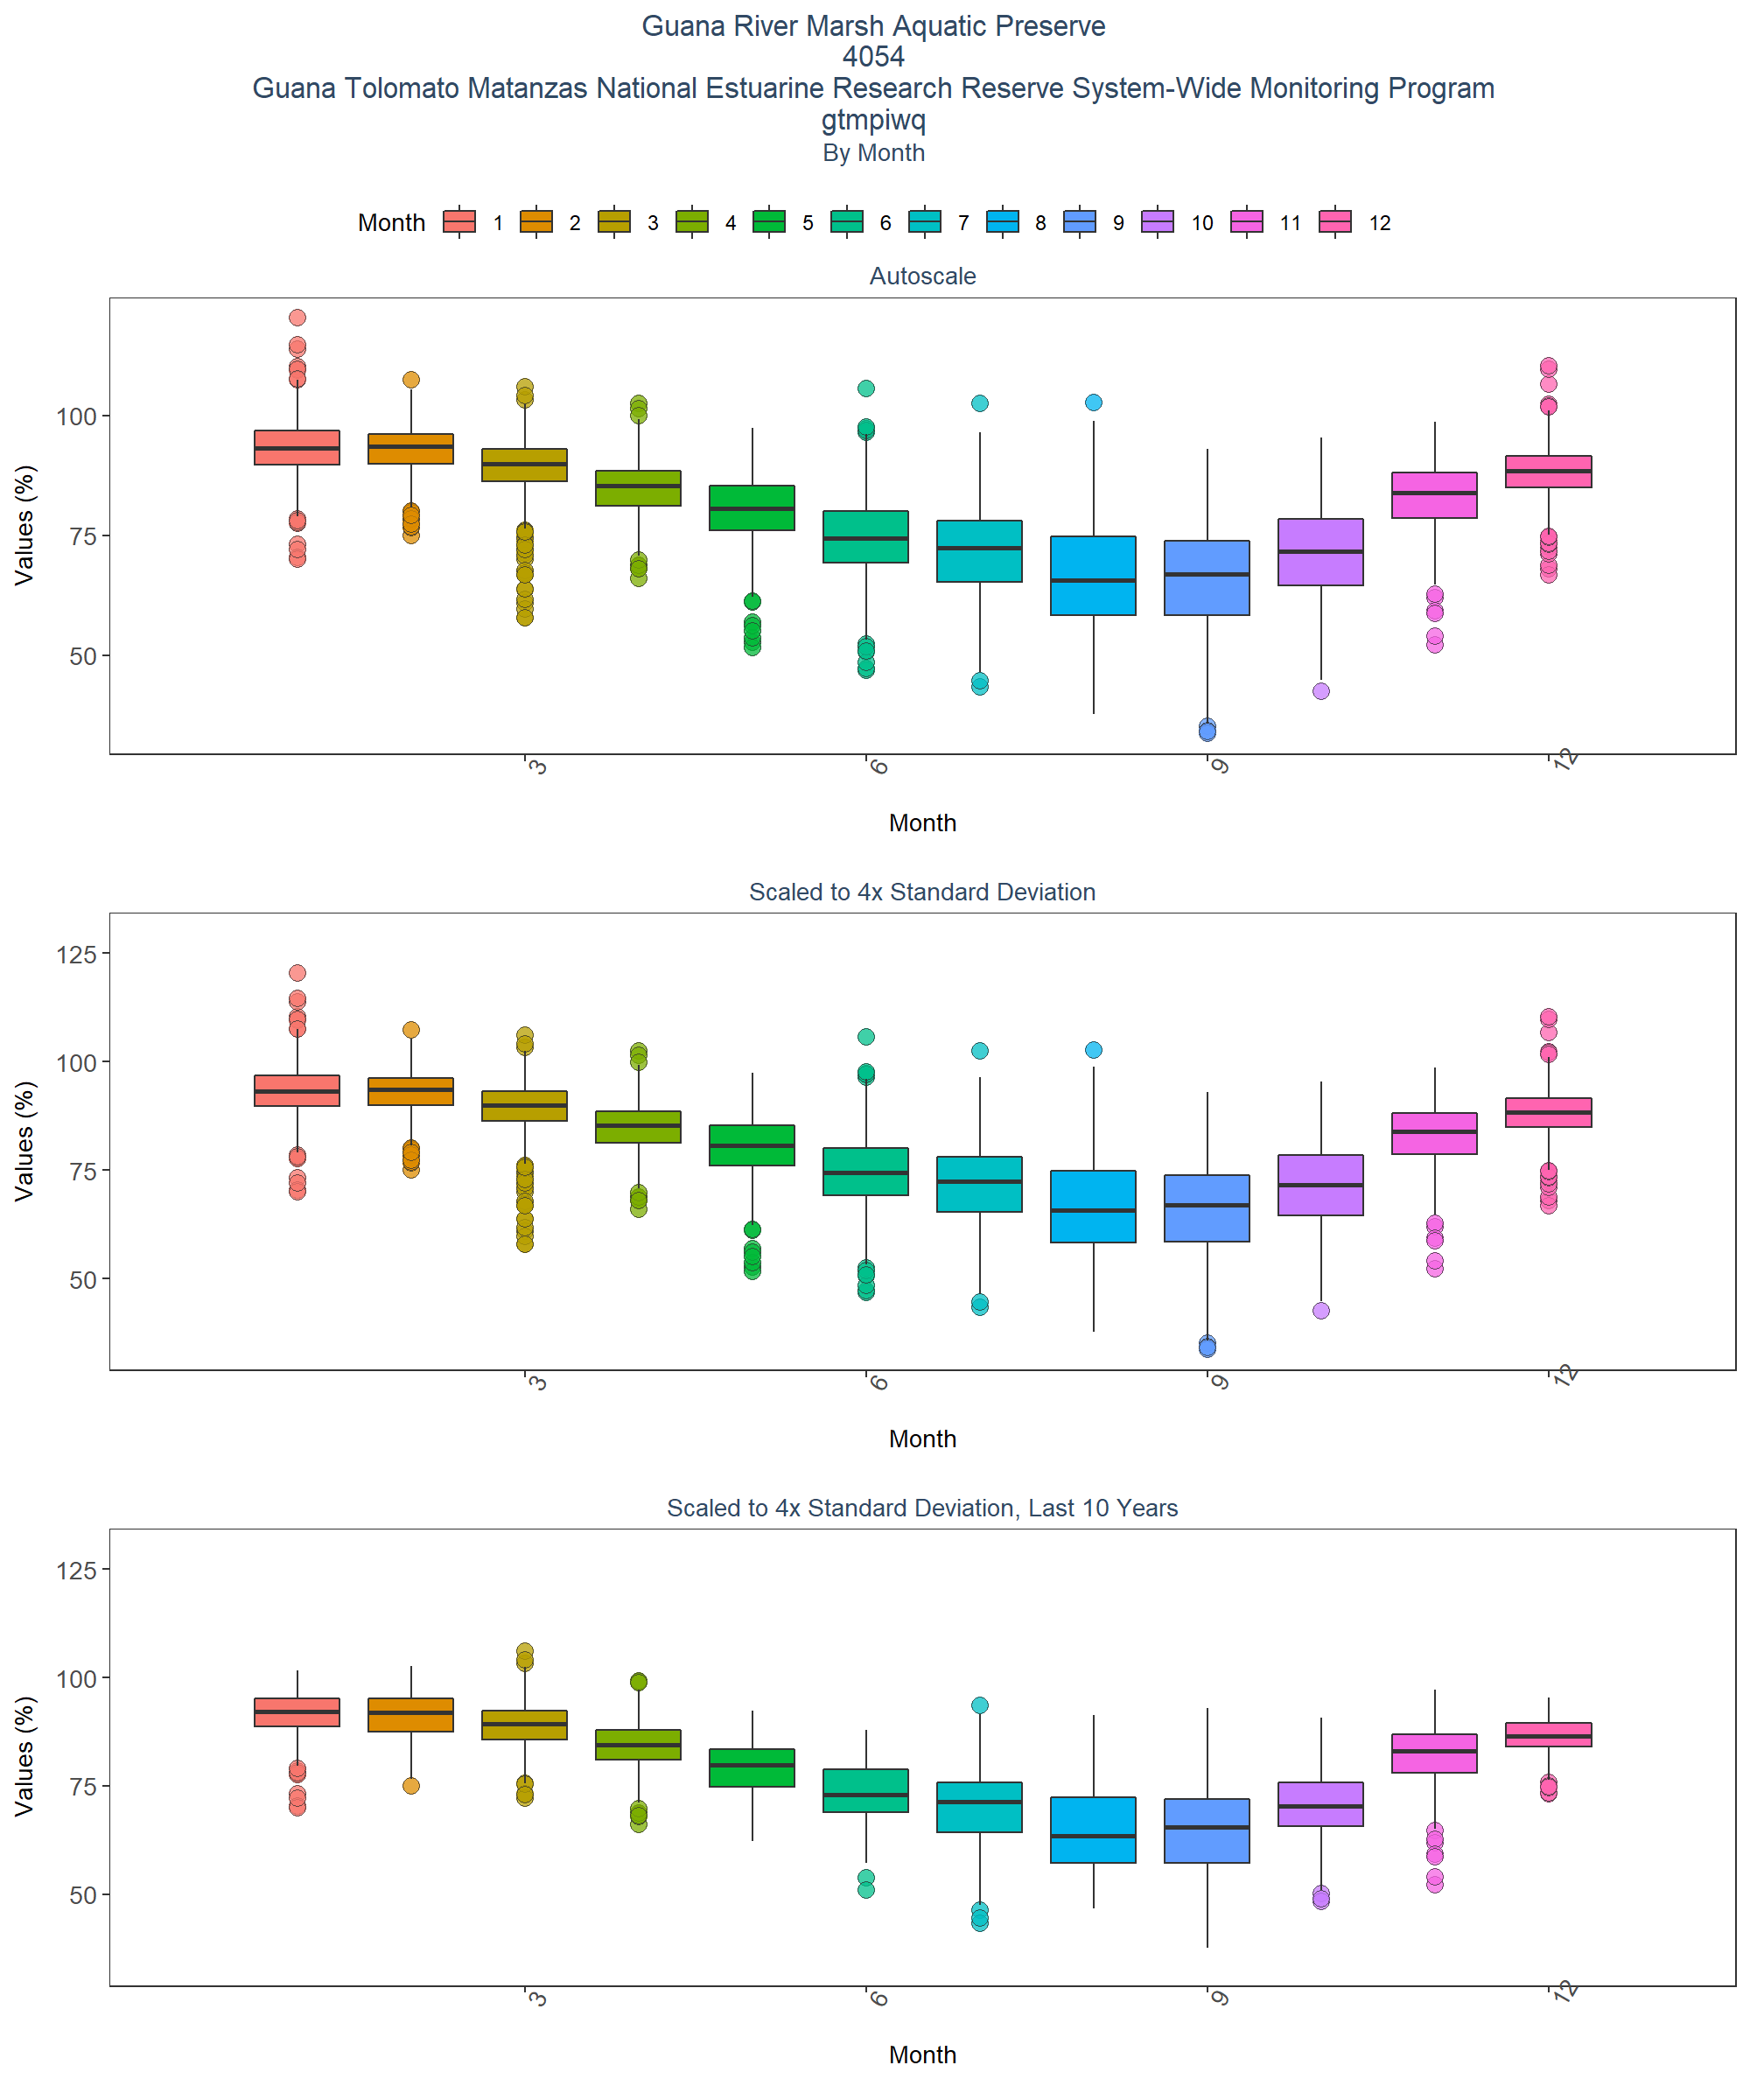 Guana River Marsh Aquatic Preserve
4054
Guana Tolomato Matanzas National Estuarine Research Reserve System-Wide Monitoring Program
gtmpiwq
By Month
Month 1 2 3 4 5 6 7 8 9 10 11 12
Autoscale
Values (%)
100
75
50
3 6 9 12
Month
Scaled to 4x Standard Deviation
Values (%)
125
100
75
50
3 6 9 12
Month
Scaled to 4x Standard Deviation, Last 10 Years
Values (%)
125
100
75
50
3 6 9 12
Month